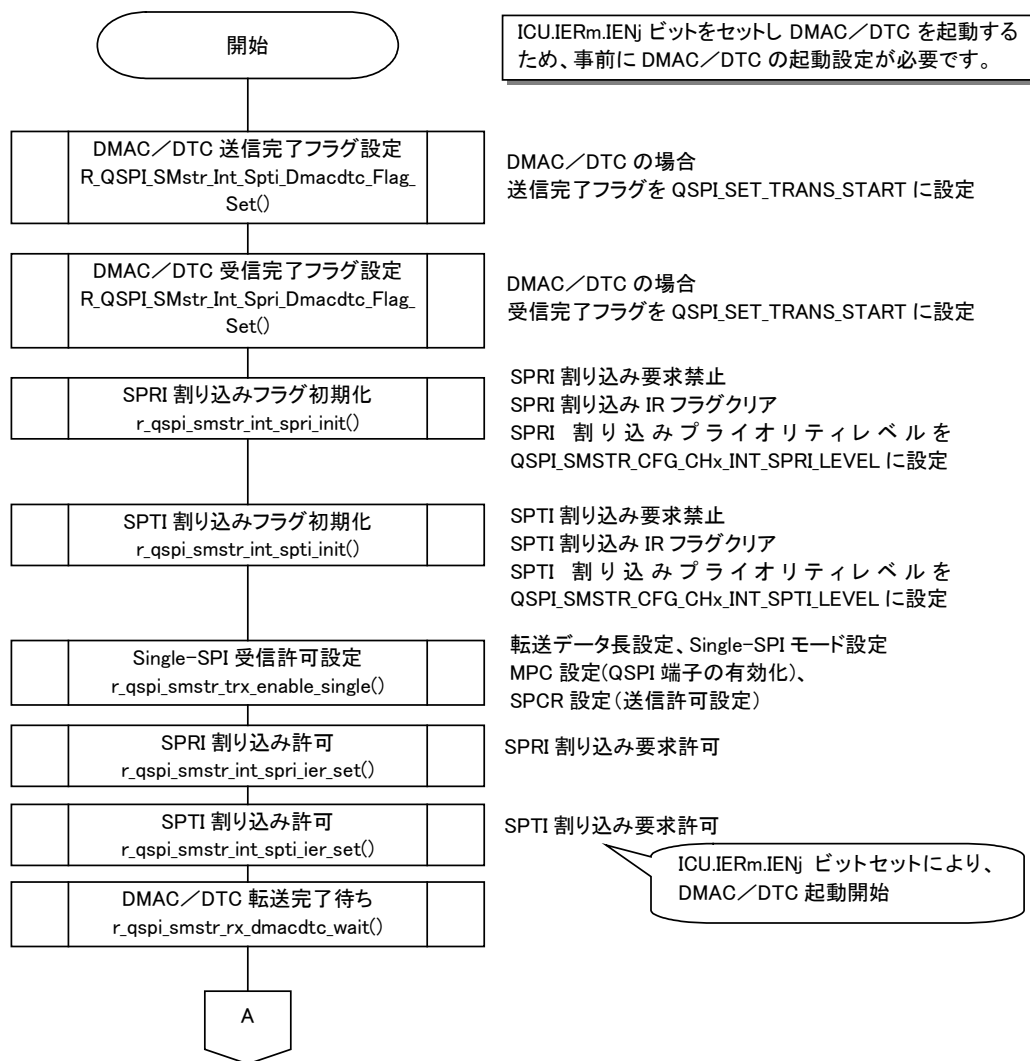 開始
ICU.IERm.IENj ビットをセットし DMAC／DTC を起動する
ため、事前に DMAC／DTC の起動設定が必要です。
DMAC／DTC 送信完了フラグ設定
R_QSPI_SMstr_Int_Spti_Dmacdtc_Flag_
Set()
DMAC／DTC の場合
送信完了フラグを QSPI_SET_TRANS_START に設定
DMAC／DTC 受信完了フラグ設定
R_QSPI_SMstr_Int_Spri_Dmacdtc_Flag_
Set()
DMAC／DTC の場合
受信完了フラグを QSPI_SET_TRANS_START に設定
SPRI 割り込みフラグ初期化
r_qspi_smstr_int_spri_init()
SPRI 割り込み要求禁止
SPRI 割り込み IR フラグクリア
SPRI 割り込みプライオリティレベルを
QSPI_SMSTR_CFG_CHx_INT_SPRI_LEVEL に設定
SPTI 割り込みフラグ初期化
r_qspi_smstr_int_spti_init()
SPTI 割り込み要求禁止
SPTI 割り込み IR フラグクリア
SPTI 割り込みプライオリティレベルを
QSPI_SMSTR_CFG_CHx_INT_SPTI_LEVEL に設定
Single-SPI 受信許可設定
r_qspi_smstr_trx_enable_single()
転送データ長設定、Single-SPI モード設定
MPC 設定(QSPI 端子の有効化)、
SPCR 設定（送信許可設定）
SPRI 割り込み許可
r_qspi_smstr_int_spri_ier_set()
SPRI 割り込み要求許可
SPTI 割り込み許可
r_qspi_smstr_int_spti_ier_set()
SPTI 割り込み要求許可
ICU.IERm.IENj ビットセットにより、
DMAC／DTC 起動開始
DMAC／DTC 転送完了待ち
r_qspi_smstr_rx_dmacdtc_wait()
A